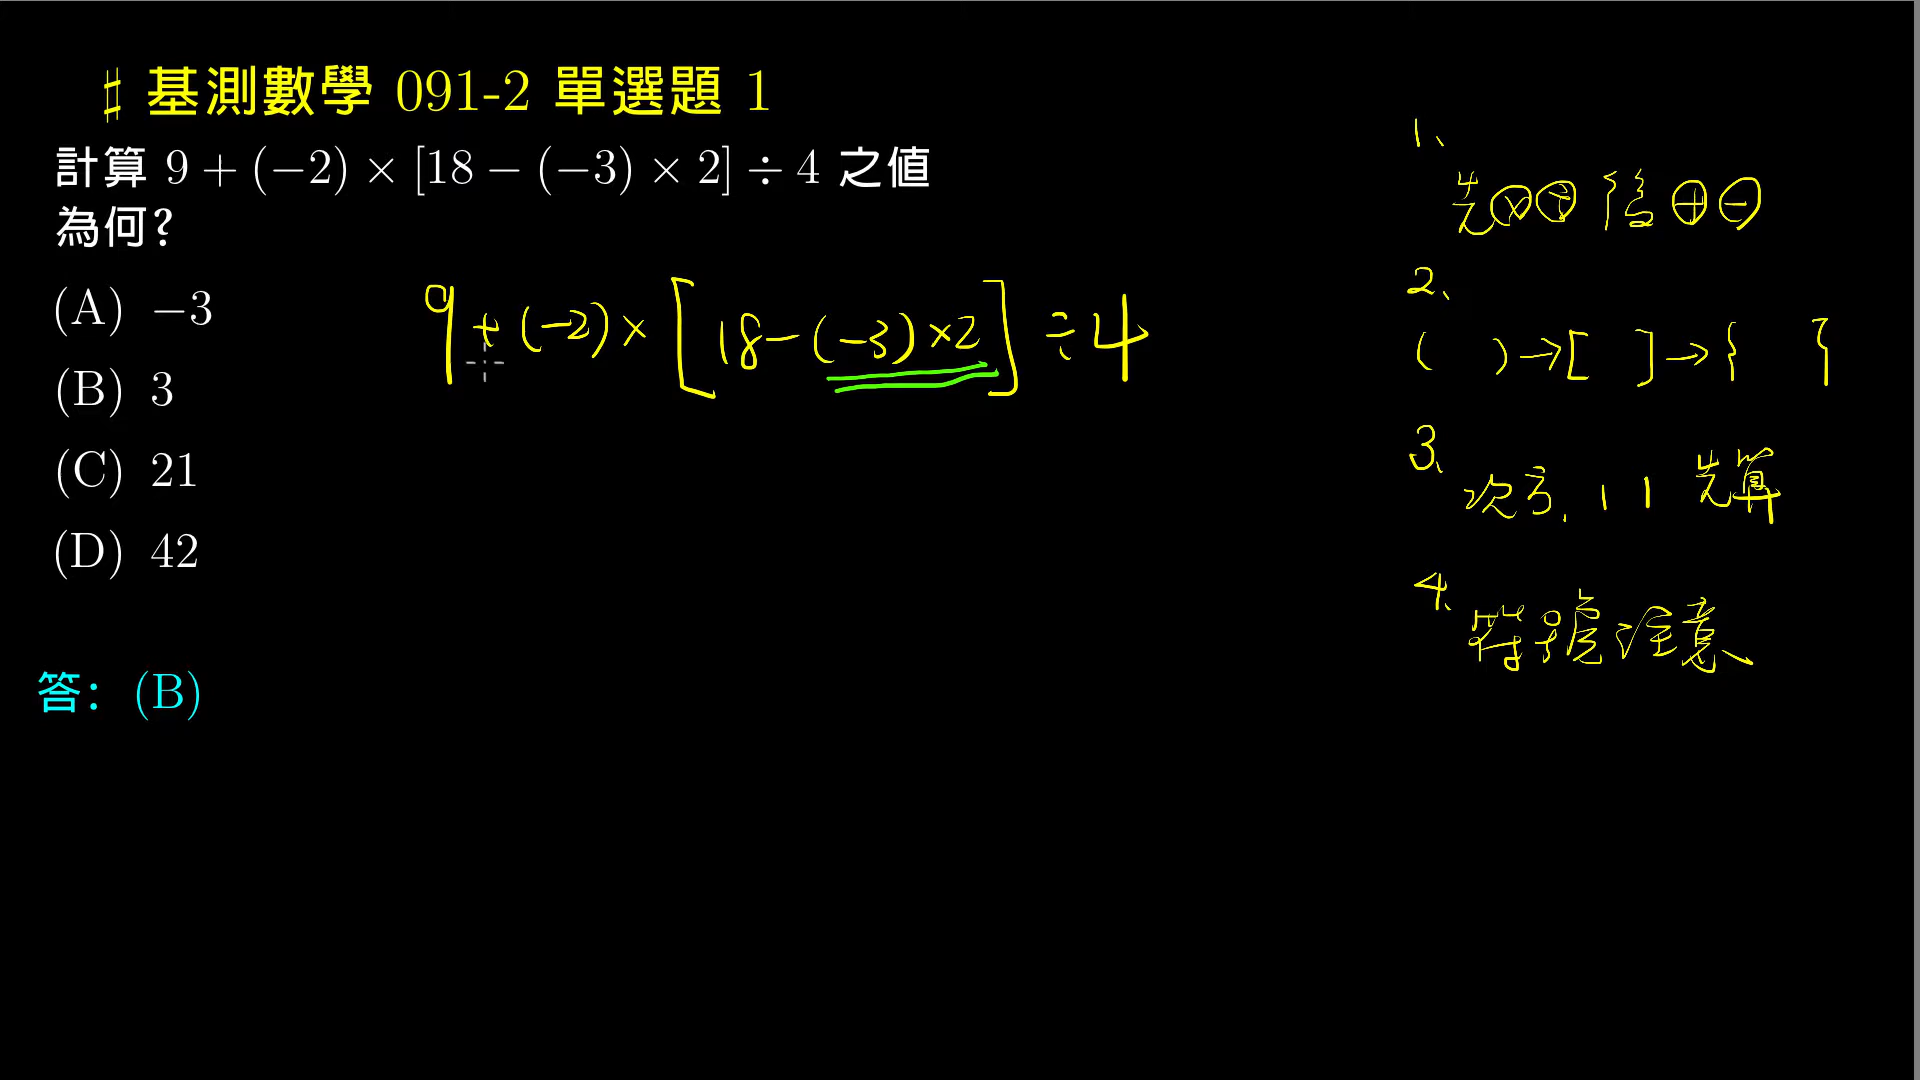 ♯ 基測數學 091-2 單選題 1
計算 9 + (−2) × [18 − (−3) × 2] ÷ 4 之值
為何?
(A) −3
(B) 3
(C) 21
(D) 42
答: (B)
9 + (−2) × [18 − (−3) × 2] ÷ 4
1、
先⊗⊕後⊕⊖
2、
( ) → [ ] → { }
3、
次方, | | 先算
4、
符號注意